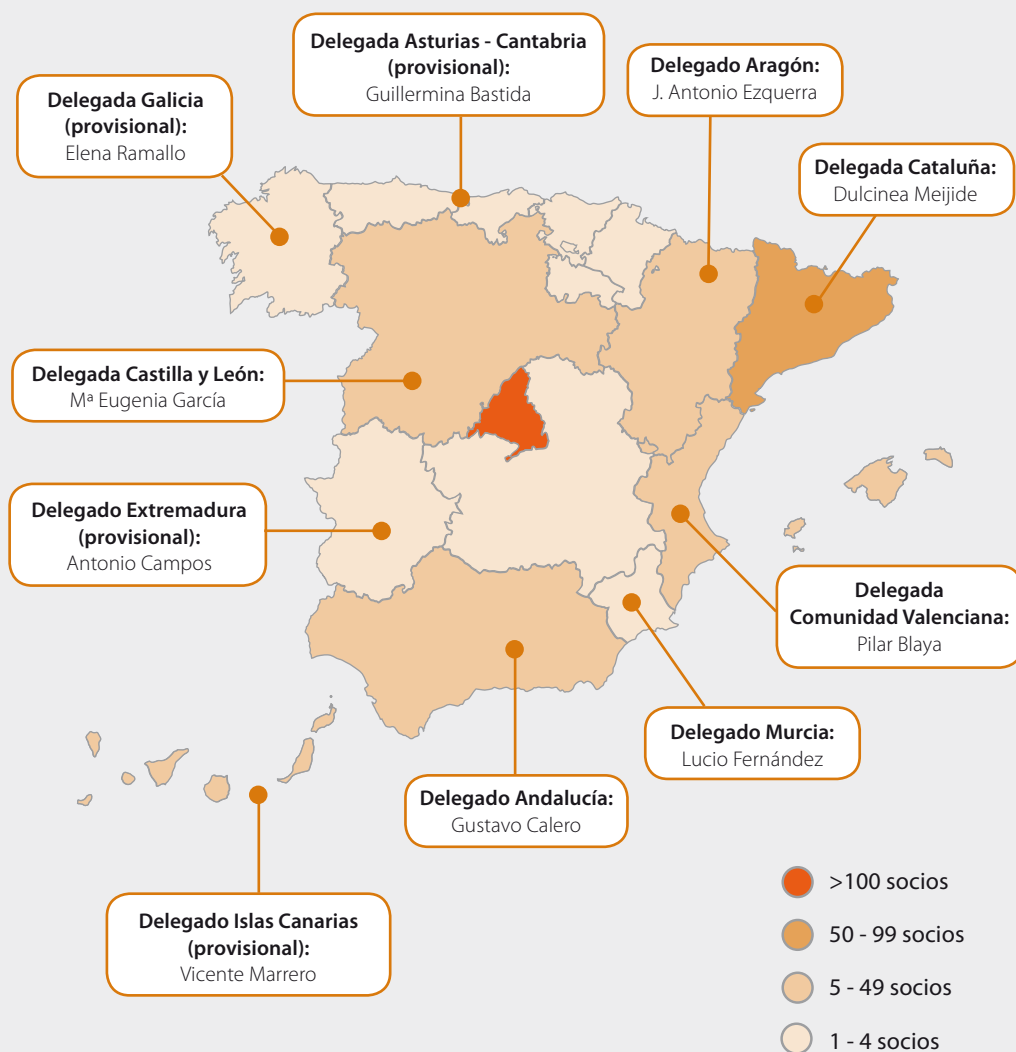 Delegada Asturias - Cantabria
(provisional):
Guillermina Bastida
Delegado Aragón:
J. Antonio Ezquerra
Delegada Galicia
(provisional):
Elena Ramallo
Delegada Cataluña:
Dulcinea Meijide
Delegada Castilla y León:
Mª Eugenia García
Delegado Extremadura
(provisional):
Antonio Campos
Delegada
Comunidad Valenciana:
Pilar Blaya
Delegado Murcia:
Lucio Fernández
Delegado Andalucía:
Gustavo Calero
Delegado Islas Canarias
(provisional):
Vicente Marrero
>100 socios
50 - 99 socios
5 - 49 socios
1 - 4 socios